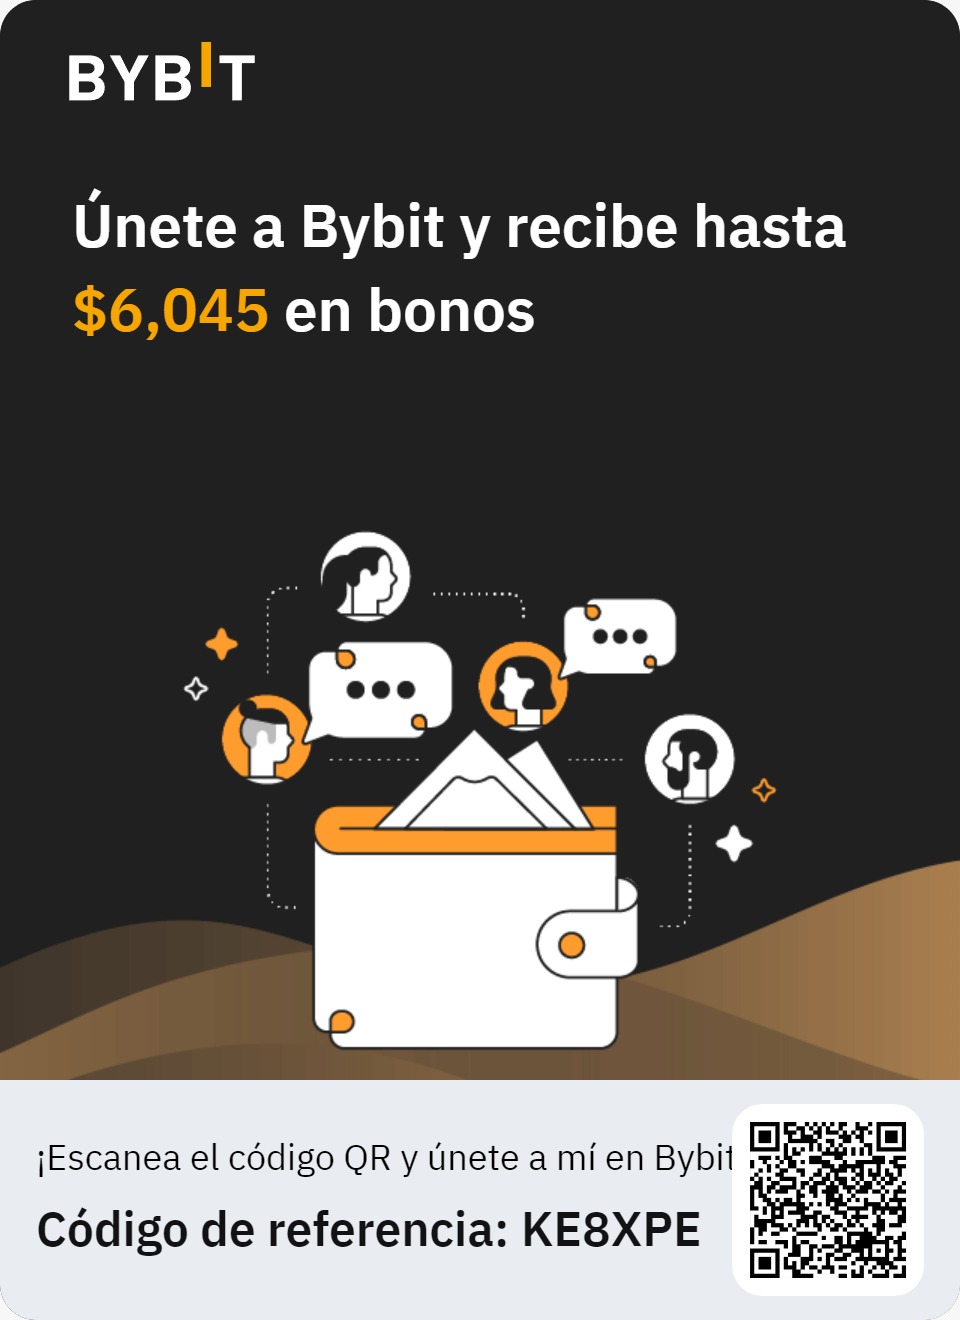 BYBIT
Únete a Bybit y recibe hasta
$6,045 en bonos
¡Escanea el código QR y únete a mí en Bybit
Código de referencia: KE8XPE